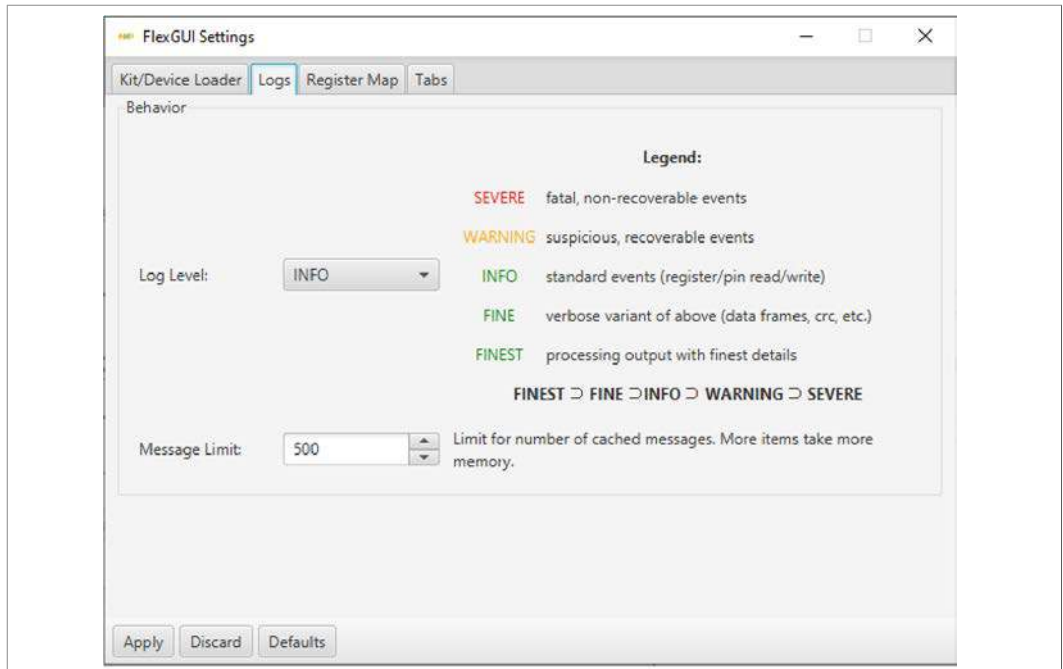 FlexGUI Settings
Kit/Device Loader Logs Register Map Tabs
Behavior
Legend:
SEVERE fatal, non-recoverable events
WARNING suspicious, recoverable events
Log Level: INFO INFO standard events (register/pin read/write)
FINE verbose variant of above (data frames, crc, etc.)
FINEST processing output with finest details
FINEST ⊃ FINE ⊃INFO ⊃ WARNING ⊃ SEVERE
Message Limit: 500 Limit for number of cached messages. More items take more
memory.
Apply Discard Defaults